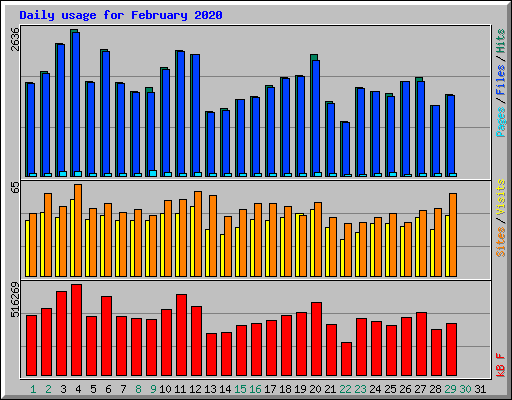 Daily usage for February 2020
2636
Pages / Files / Hits
65
Sites / Visits
516269
kB F
1 2 3 4 5 6 7 8 9 10 11 12 13 14 15 16 17 18 19 20 21 22 23 24 25 26 27 28 29 30 31